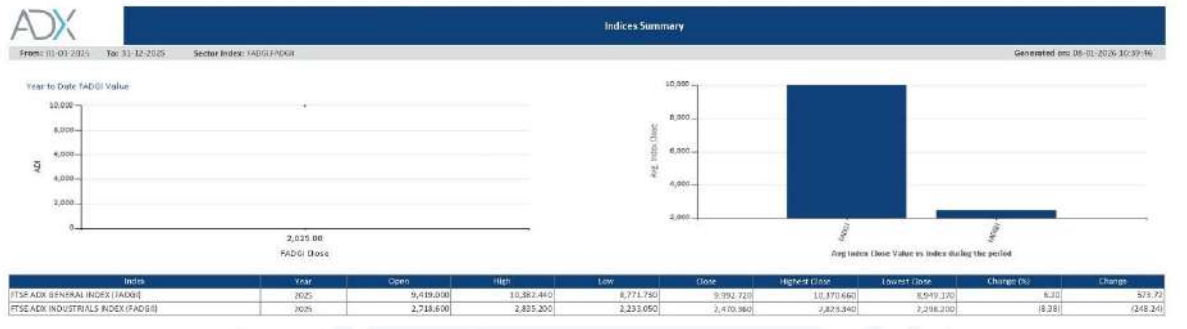 ADX
Indices Summary
From: 01-01-2025 To: 31-12-2025 Sector Index: FADGI,FADGII
Generated on: 08-01-2026 10:39:46
Year to Date FADGI Value
10,000
8,000
6,000
4,000
2,000
0
ADI
2,025.00
FADGI Close
10,000
8,000
6,000
4,000
2,000
Avg. Index Close
FADGI
FADGII
Avg Index Close Value vs Index during the period
Index Year Open High Low Close Highest Close Lowest Close Change (%) Change
FTSE ADX GENERAL INDEX (FADGI) 2025 9,419.000 10,382.440 8,771.750 9,992.720 10,370.660 8,949.170 6.20 573.72
FTSE ADX INDUSTRIALS INDEX (FADGII) 2025 2,718.600 2,835.200 2,233.050 2,470.360 2,823.340 2,298.200 (8.28) (248.24)